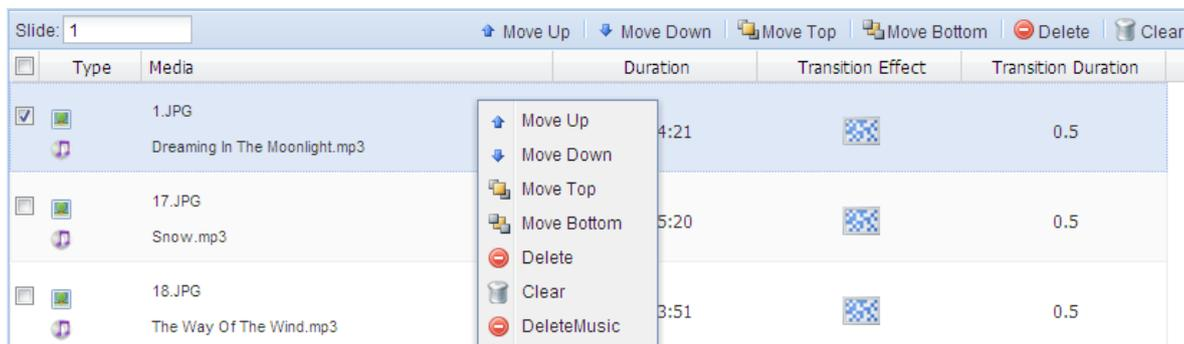 Slide: 1 Move Up Move Down Move Top Move Bottom Delete Clear
Type Media Duration Transition Effect Transition Duration
1.JPG
Dreaming In The Moonlight.mp3
4:21 0.5
17.JPG
Snow.mp3
5:20 0.5
18.JPG
The Way Of The Wind.mp3
3:51 0.5
Move Up
Move Down
Move Top
Move Bottom
Delete
Clear
DeleteMusic